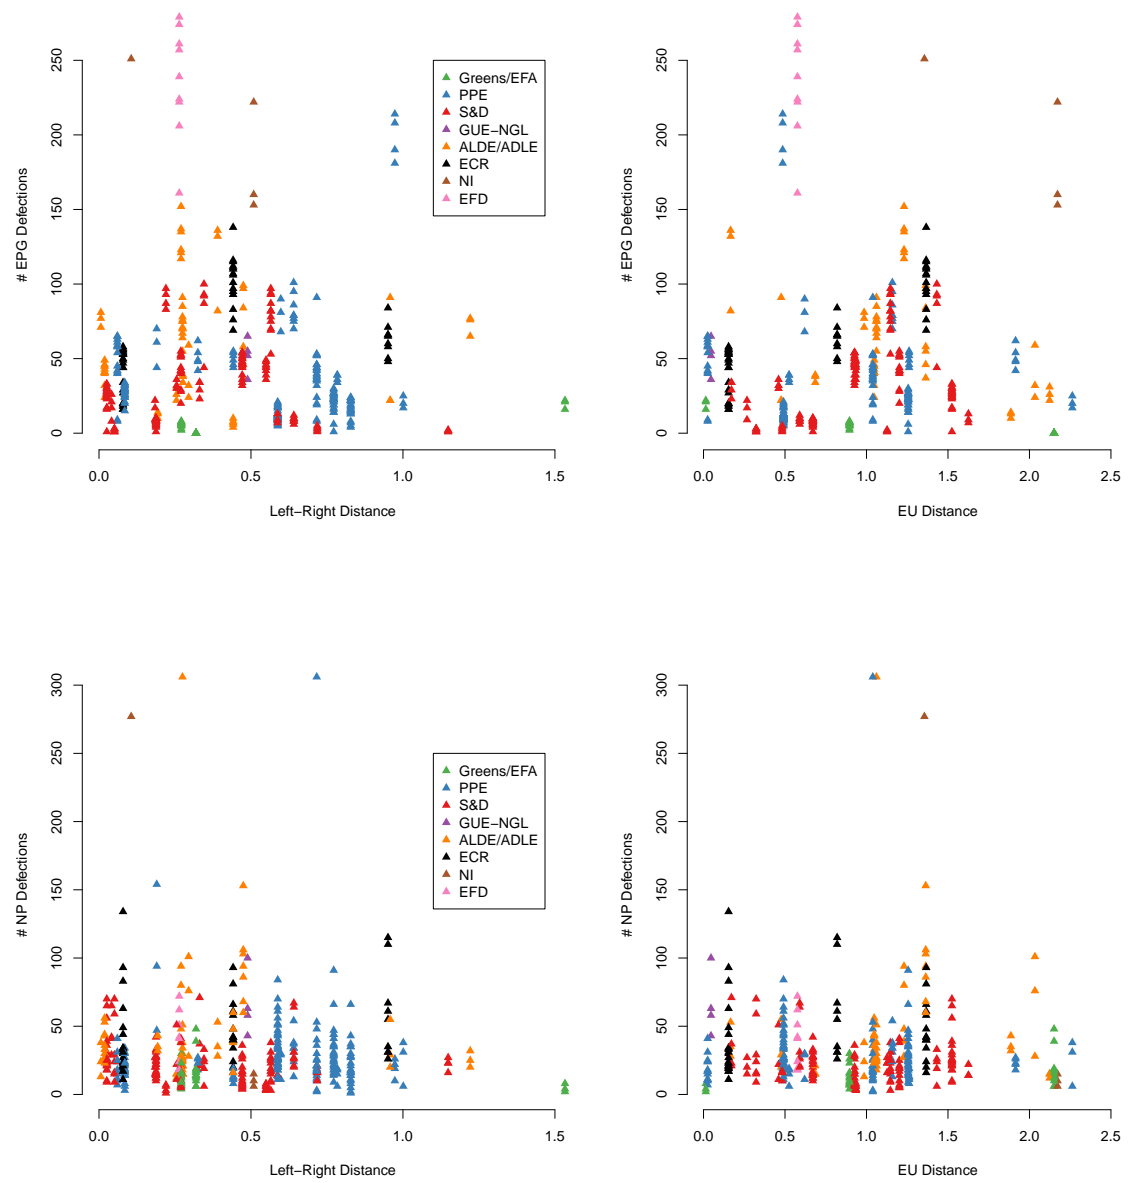 250
200
150
100
50
0
# EPG Defections
Greens/EFA
PPE
S&D
GUE−NGL
ALDE/ADLE
ECR
NI
EFD
0.0 0.5 1.0 1.5
Left−Right Distance
250
200
150
100
50
0
# EPG Defections
0.0 0.5 1.0 1.5 2.0 2.5
EU Distance
300
250
200
150
100
50
0
# NP Defections
Greens/EFA
PPE
S&D
GUE−NGL
ALDE/ADLE
ECR
NI
EFD
0.0 0.5 1.0 1.5
Left−Right Distance
300
250
200
150
100
50
0
# NP Defections
0.0 0.5 1.0 1.5 2.0 2.5
EU Distance